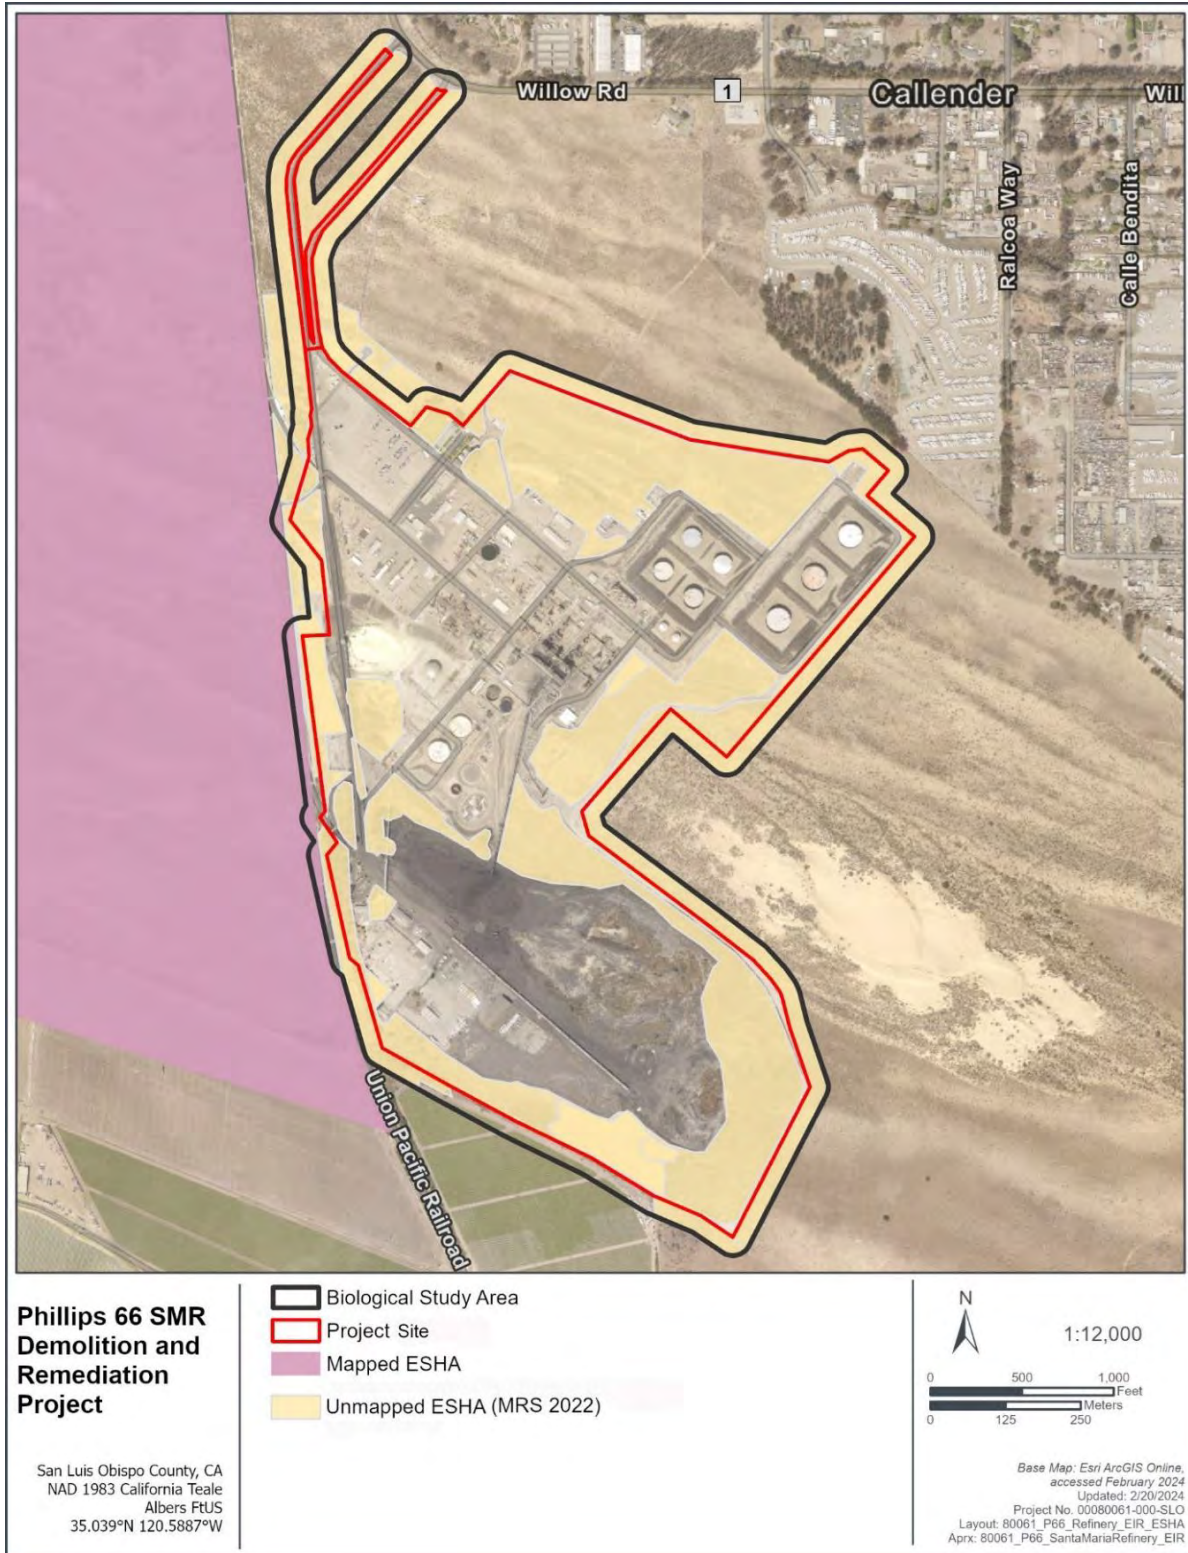 Willow Rd
1
Callender
Will
Ralcoa Way
Calle Bendita
Union Pacific Railroad
Phillips 66 SMR
Demolition and
Remediation
Project
San Luis Obispo County, CA
NAD 1983 California Teale
Albers FtUS
35.039°N 120.5887°W
Biological Study Area
Project Site
Mapped ESHA
Unmapped ESHA (MRS 2022)
N
1:12,000
0 500 1,000
Feet
Meters
0 125 250
Base Map: Esri ArcGIS Online,
accessed February 2024
Updated: 2/20/2024
Project No. 00080061-000-SLO
Layout: 80061_P66_Refinery_EIR_ESHA
Aprx: 80061_P66_SantaMariaRefinery_EIR